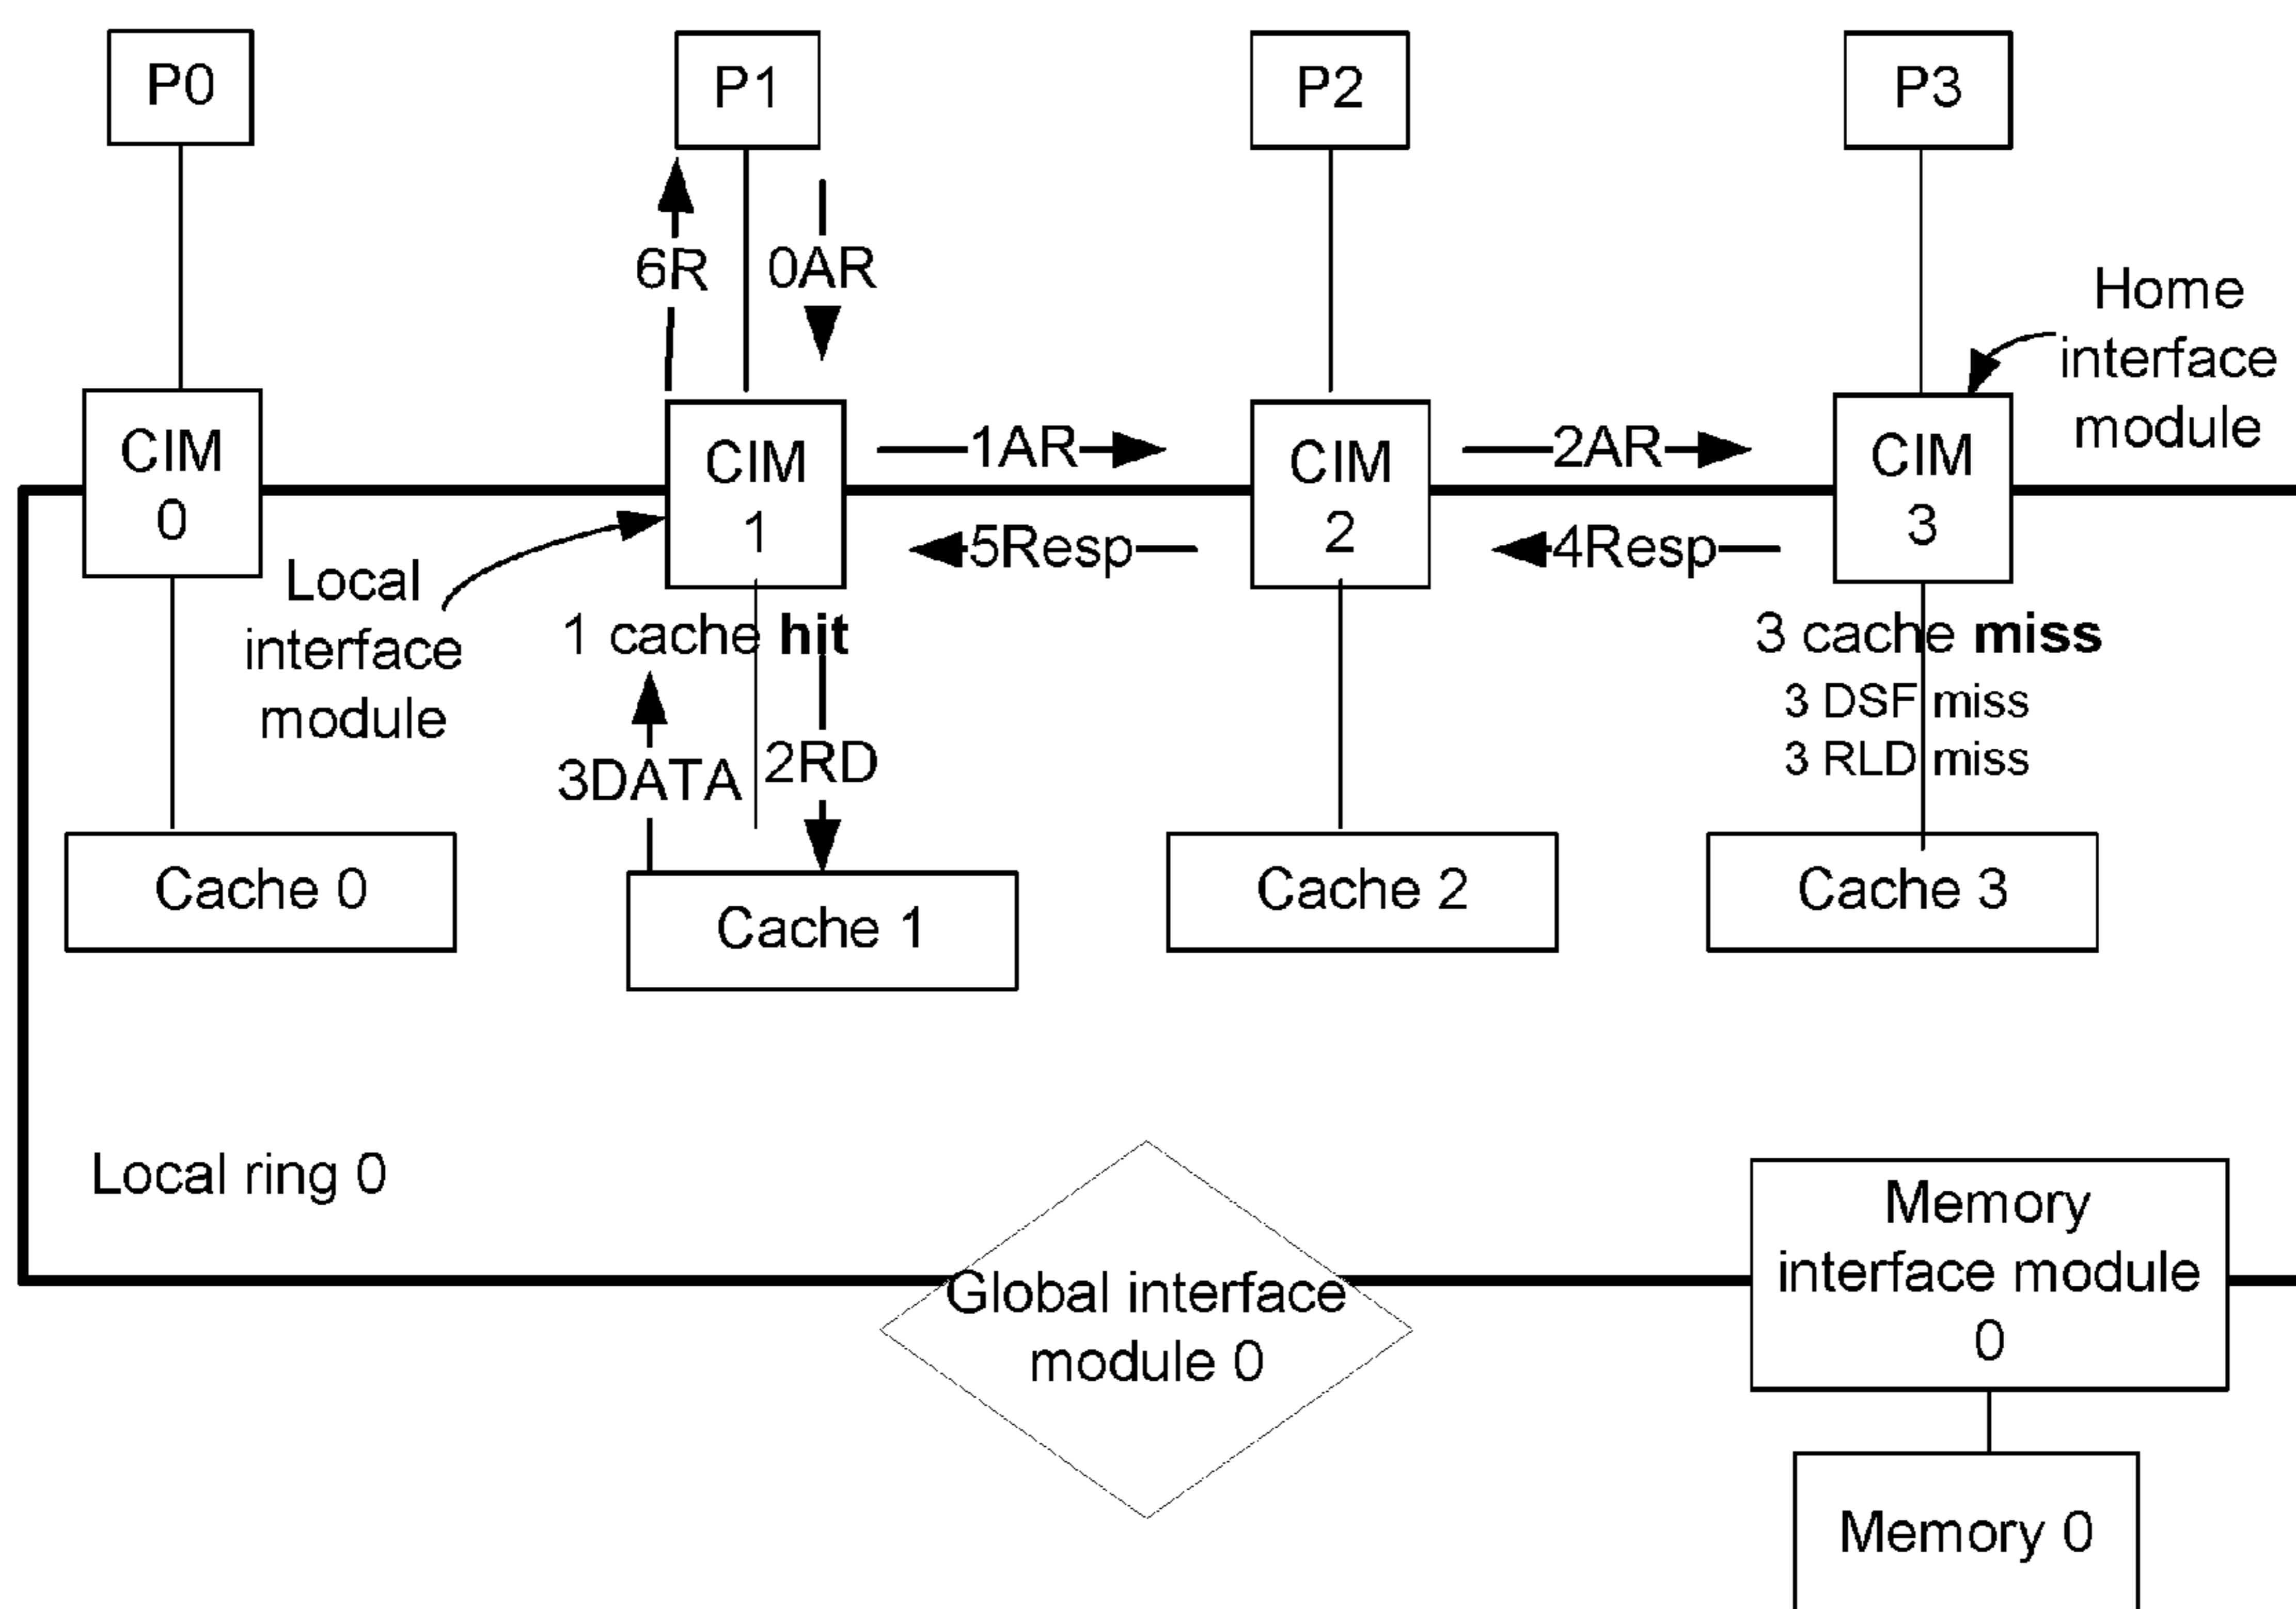 P0
P1
P2
P3
6R
0AR
Home
interface
module
CIM
0
CIM
1
1AR
5Resp
CIM
2
2AR
4Resp
CIM
3
Local
interface
module
1 cache hit
3DATA
2RD
3 cache miss
3 DSF miss
3 RLD miss
Cache 0
Cache 1
Cache 2
Cache 3
Local ring 0
Global interface
module 0
Memory
interface module
0
Memory 0